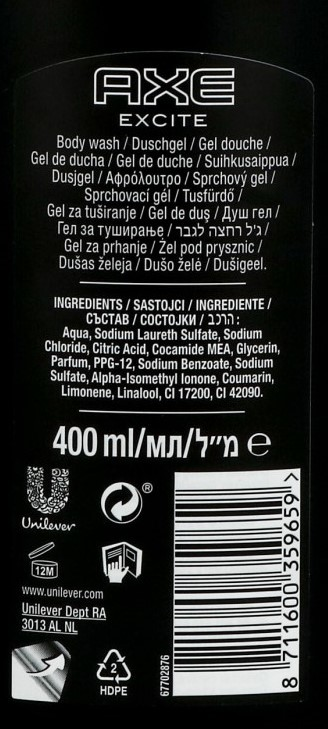 AXE
EXCITE
Body wash / Duschgel / Gel douche /
Gel de ducha / Gel de duche / Suihkusaippua /
Dusjgel / Αφρόλουτρο / Sprchový gel /
Sprchovací gél / Tusfürdő /
Gel za tuširanje / Gel de duş / Душ гел /
Гел за туширање / ג'ל רחצה לגבר /
Gel za prhanje / Żel pod prysznic /
Dušas želeja / Dušo želė / Dušigeel.
INGREDIENTS / SASTOJCI / INGREDIENTE /
СЪСТАВ / СОСТОЈКИ / הרכב :
Aqua, Sodium Laureth Sulfate, Sodium
Chloride, Citric Acid, Cocamide MEA, Glycerin,
Parfum, PPG-12, Sodium Benzoate, Sodium
Sulfate, Alpha-Isomethyl Ionone, Coumarin,
Limonene, Linalool, CI 17200, CI 42090.
400 ml/мл/מ״ל ℮
Unilever
®
12M
www.unilever.com
Unilever Dept RA
3013 AL NL
2
HDPE
67702876
8 711600 359659 >